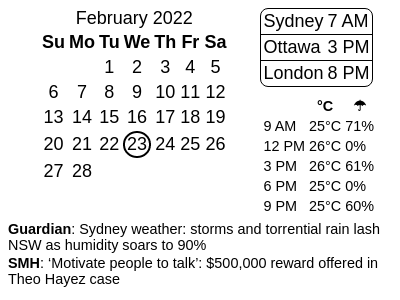 February 2022
Su Mo Tu We Th Fr Sa
1 2 3 4 5
6 7 8 9 10 11 12
13 14 15 16 17 18 19
20 21 22 23 24 25 26
27 28
Sydney 7 AM
Ottawa 3 PM
London 8 PM
°C ☂
9 AM 25°C 71%
12 PM 26°C 0%
3 PM 26°C 61%
6 PM 25°C 0%
9 PM 25°C 60%
Guardian: Sydney weather: storms and torrential rain lash
NSW as humidity soars to 90%
SMH: ‘Motivate people to talk’: $500,000 reward offered in
Theo Hayez case